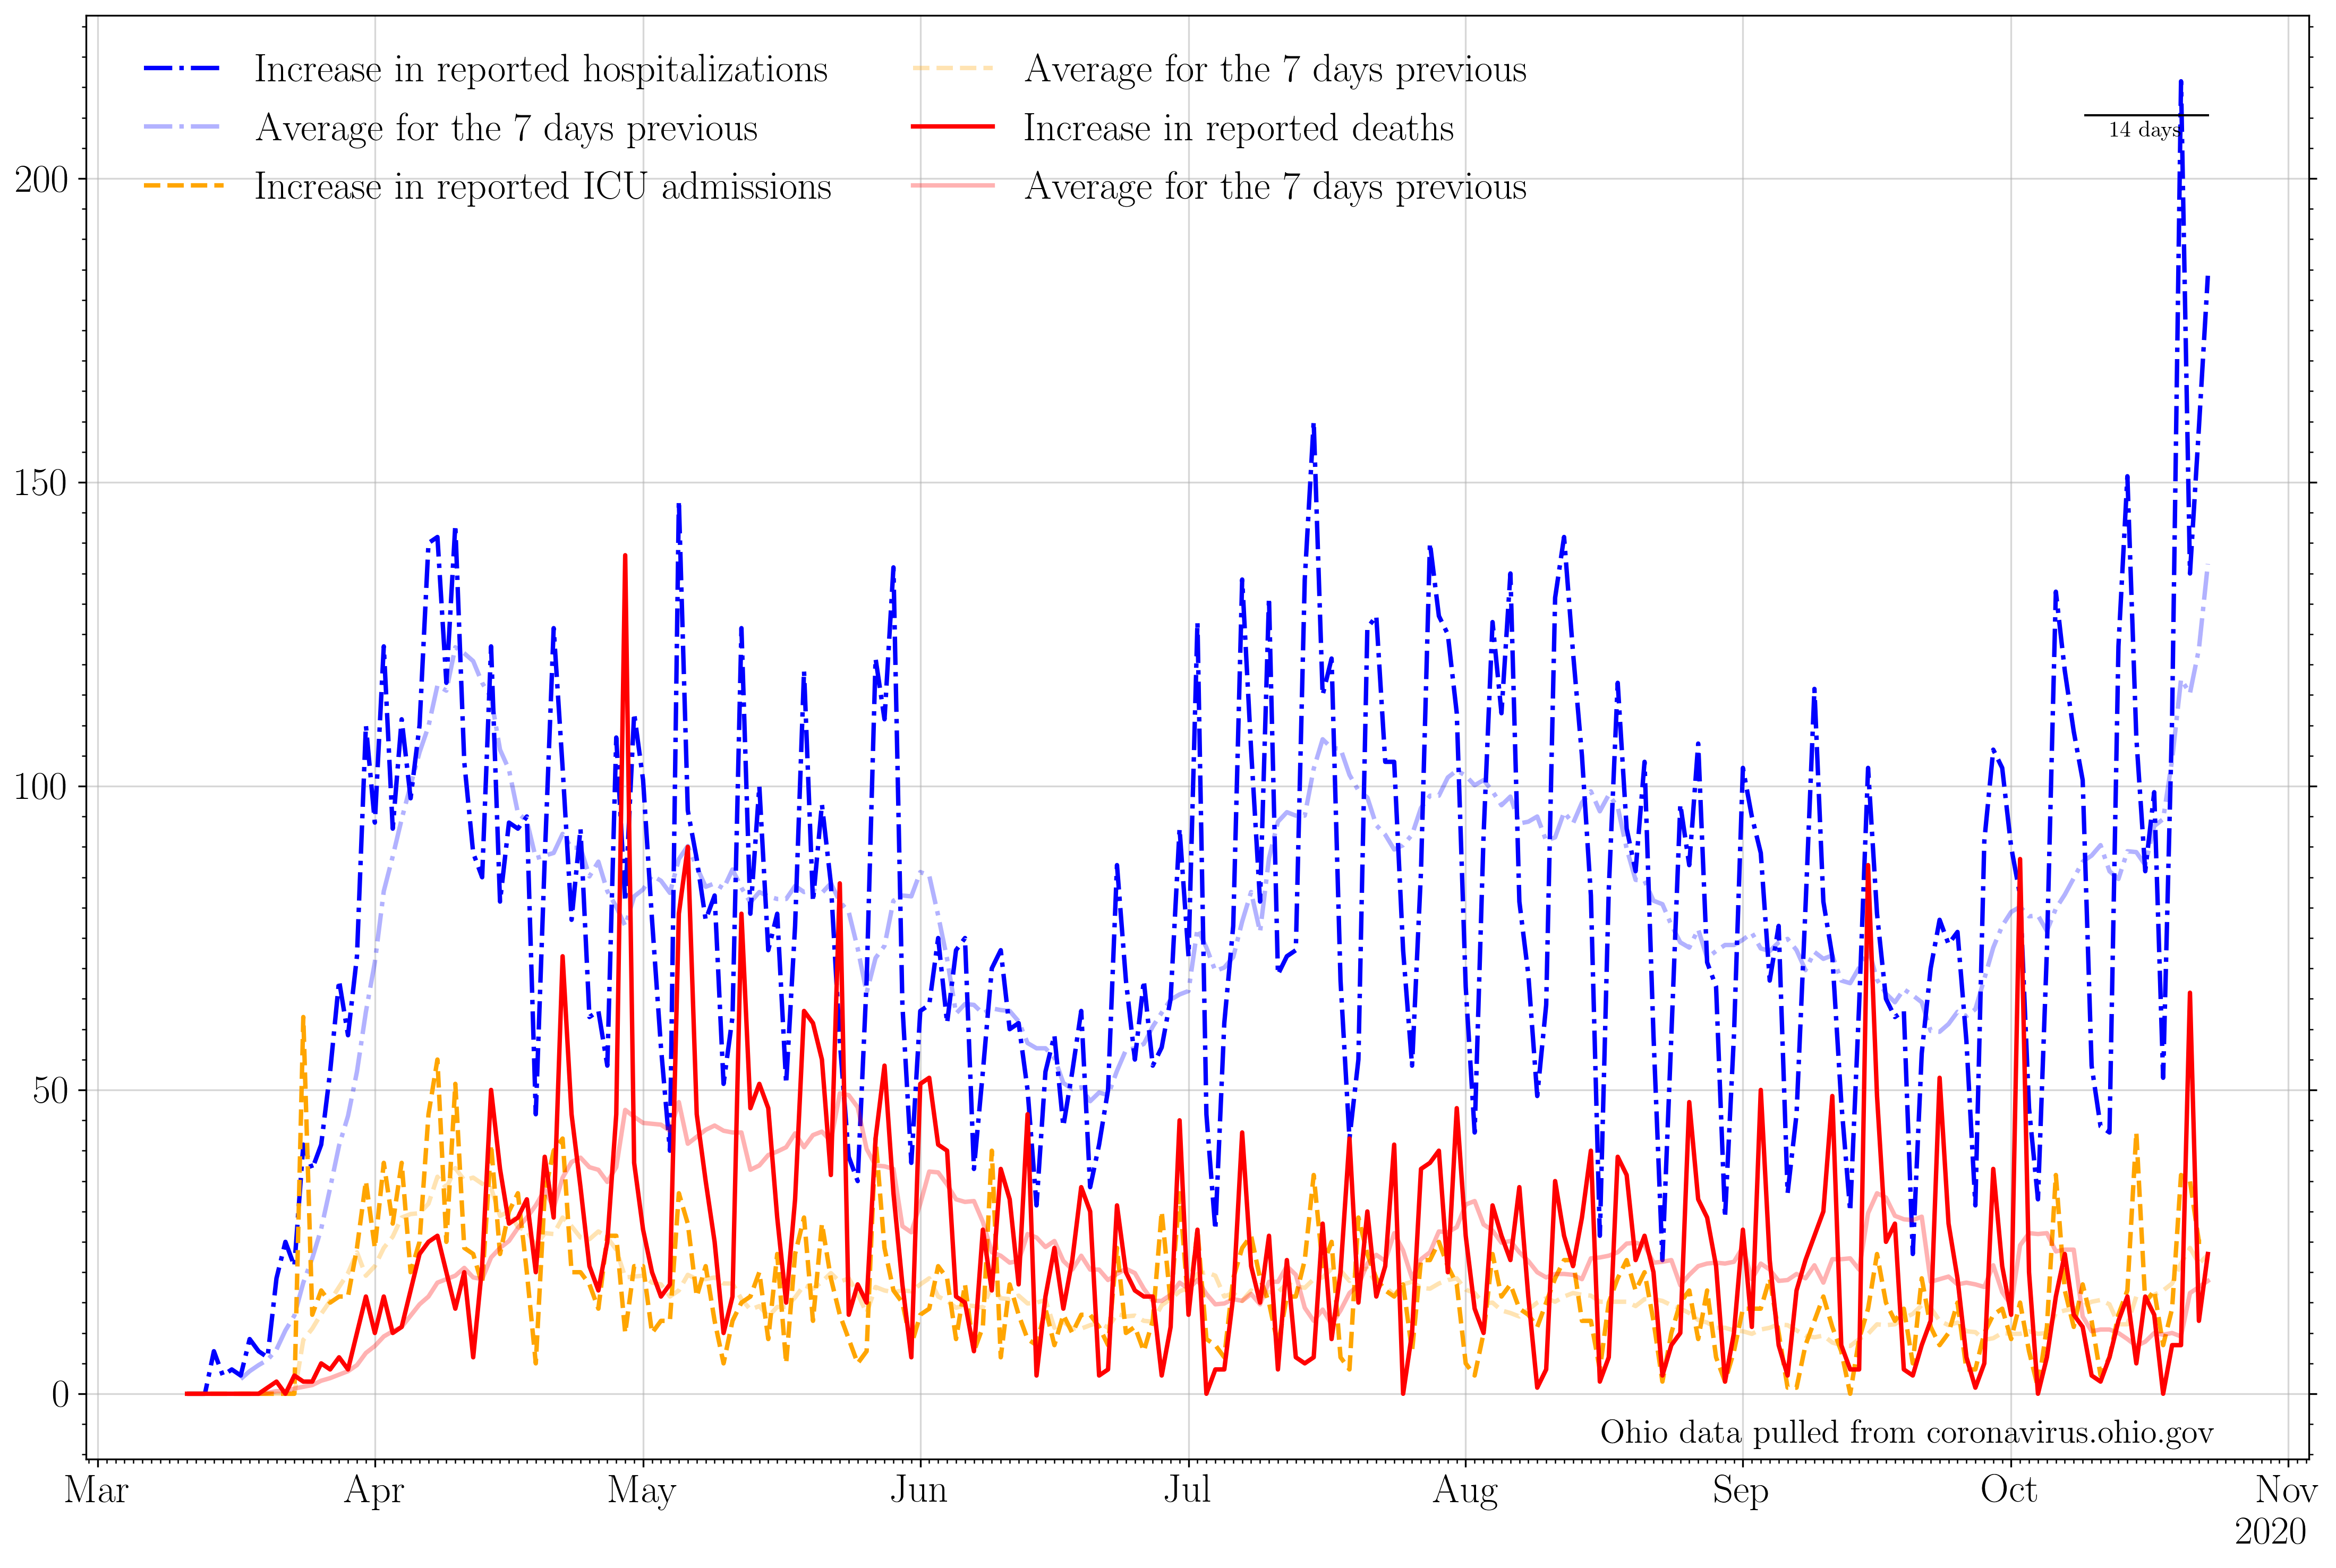 Increase in reported hospitalizations
Average for the 7 days previous
Increase in reported ICU admissions
Average for the 7 days previous
Increase in reported deaths
Average for the 7 days previous
14 days
200
150
100
50
0
Ohio data pulled from coronavirus.ohio.gov
Mar Apr May Jun Jul Aug Sep Oct Nov
2020